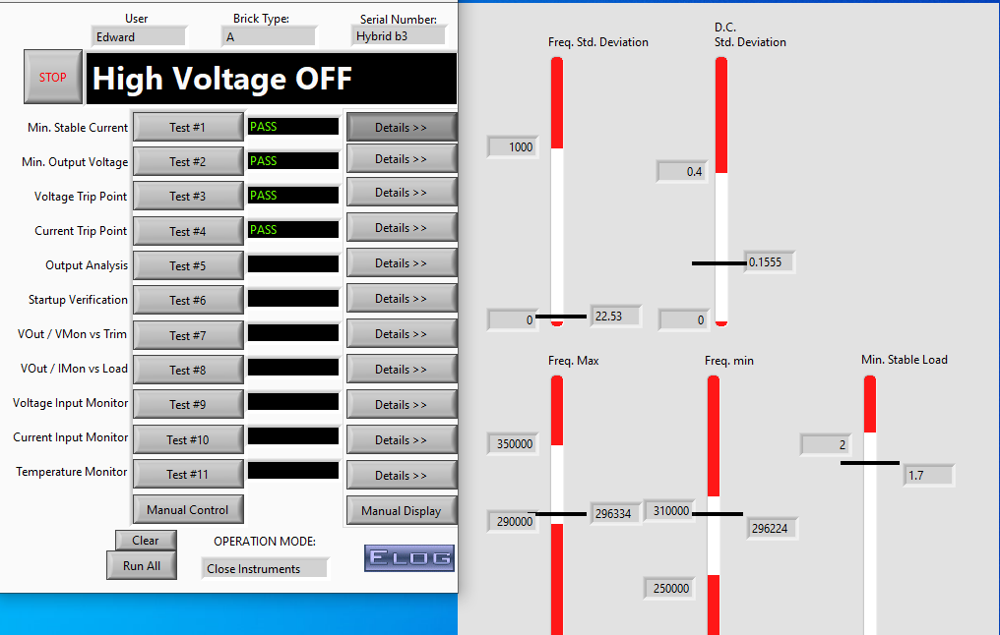 User
Brick Type:
Serial Number:
Edward
A
Hybrid b3
STOP
High Voltage OFF
Min. Stable Current Test #1 PASS Details >>
Min. Output Voltage Test #2 PASS Details >>
Voltage Trip Point Test #3 PASS Details >>
Current Trip Point Test #4 PASS Details >>
Output Analysis Test #5 Details >>
Startup Verification Test #6 Details >>
VOut / VMon vs Trim Test #7 Details >>
VOut / IMon vs Load Test #8 Details >>
Voltage Input Monitor Test #9 Details >>
Current Input Monitor Test #10 Details >>
Temperature Monitor Test #11 Details >>
Manual Control
Manual Display
Clear
Run All
OPERATION MODE:
Close Instruments
ELOG
Freq. Std. Deviation
1000
0
22.53
D.C.
Std. Deviation
0.4
0.1555
0
Freq. Max
350000
290000
296334
Freq. min
310000
296224
250000
Min. Stable Load
2
1.7